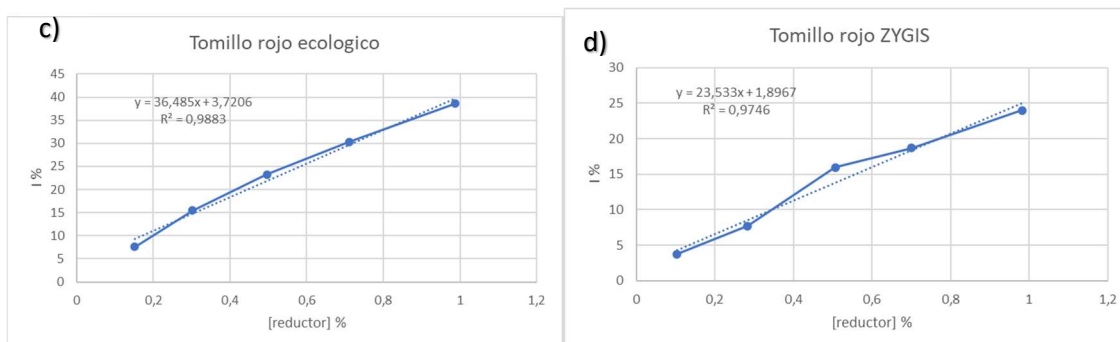 c)
Tomillo rojo ecologico
45
40
35
30
25
20
15
10
5
0
I %
y = 36,485x + 3,7206
R² = 0,9883
0
0,2
0,4
0,6
0,8
1
1,2
[reductor] %
d)
Tomillo rojo ZYGIS
30
25
20
15
10
5
0
I %
y = 23,533x + 1,8967
R² = 0,9746
0
0,2
0,4
0,6
0,8
1
1,2
[reductor] %